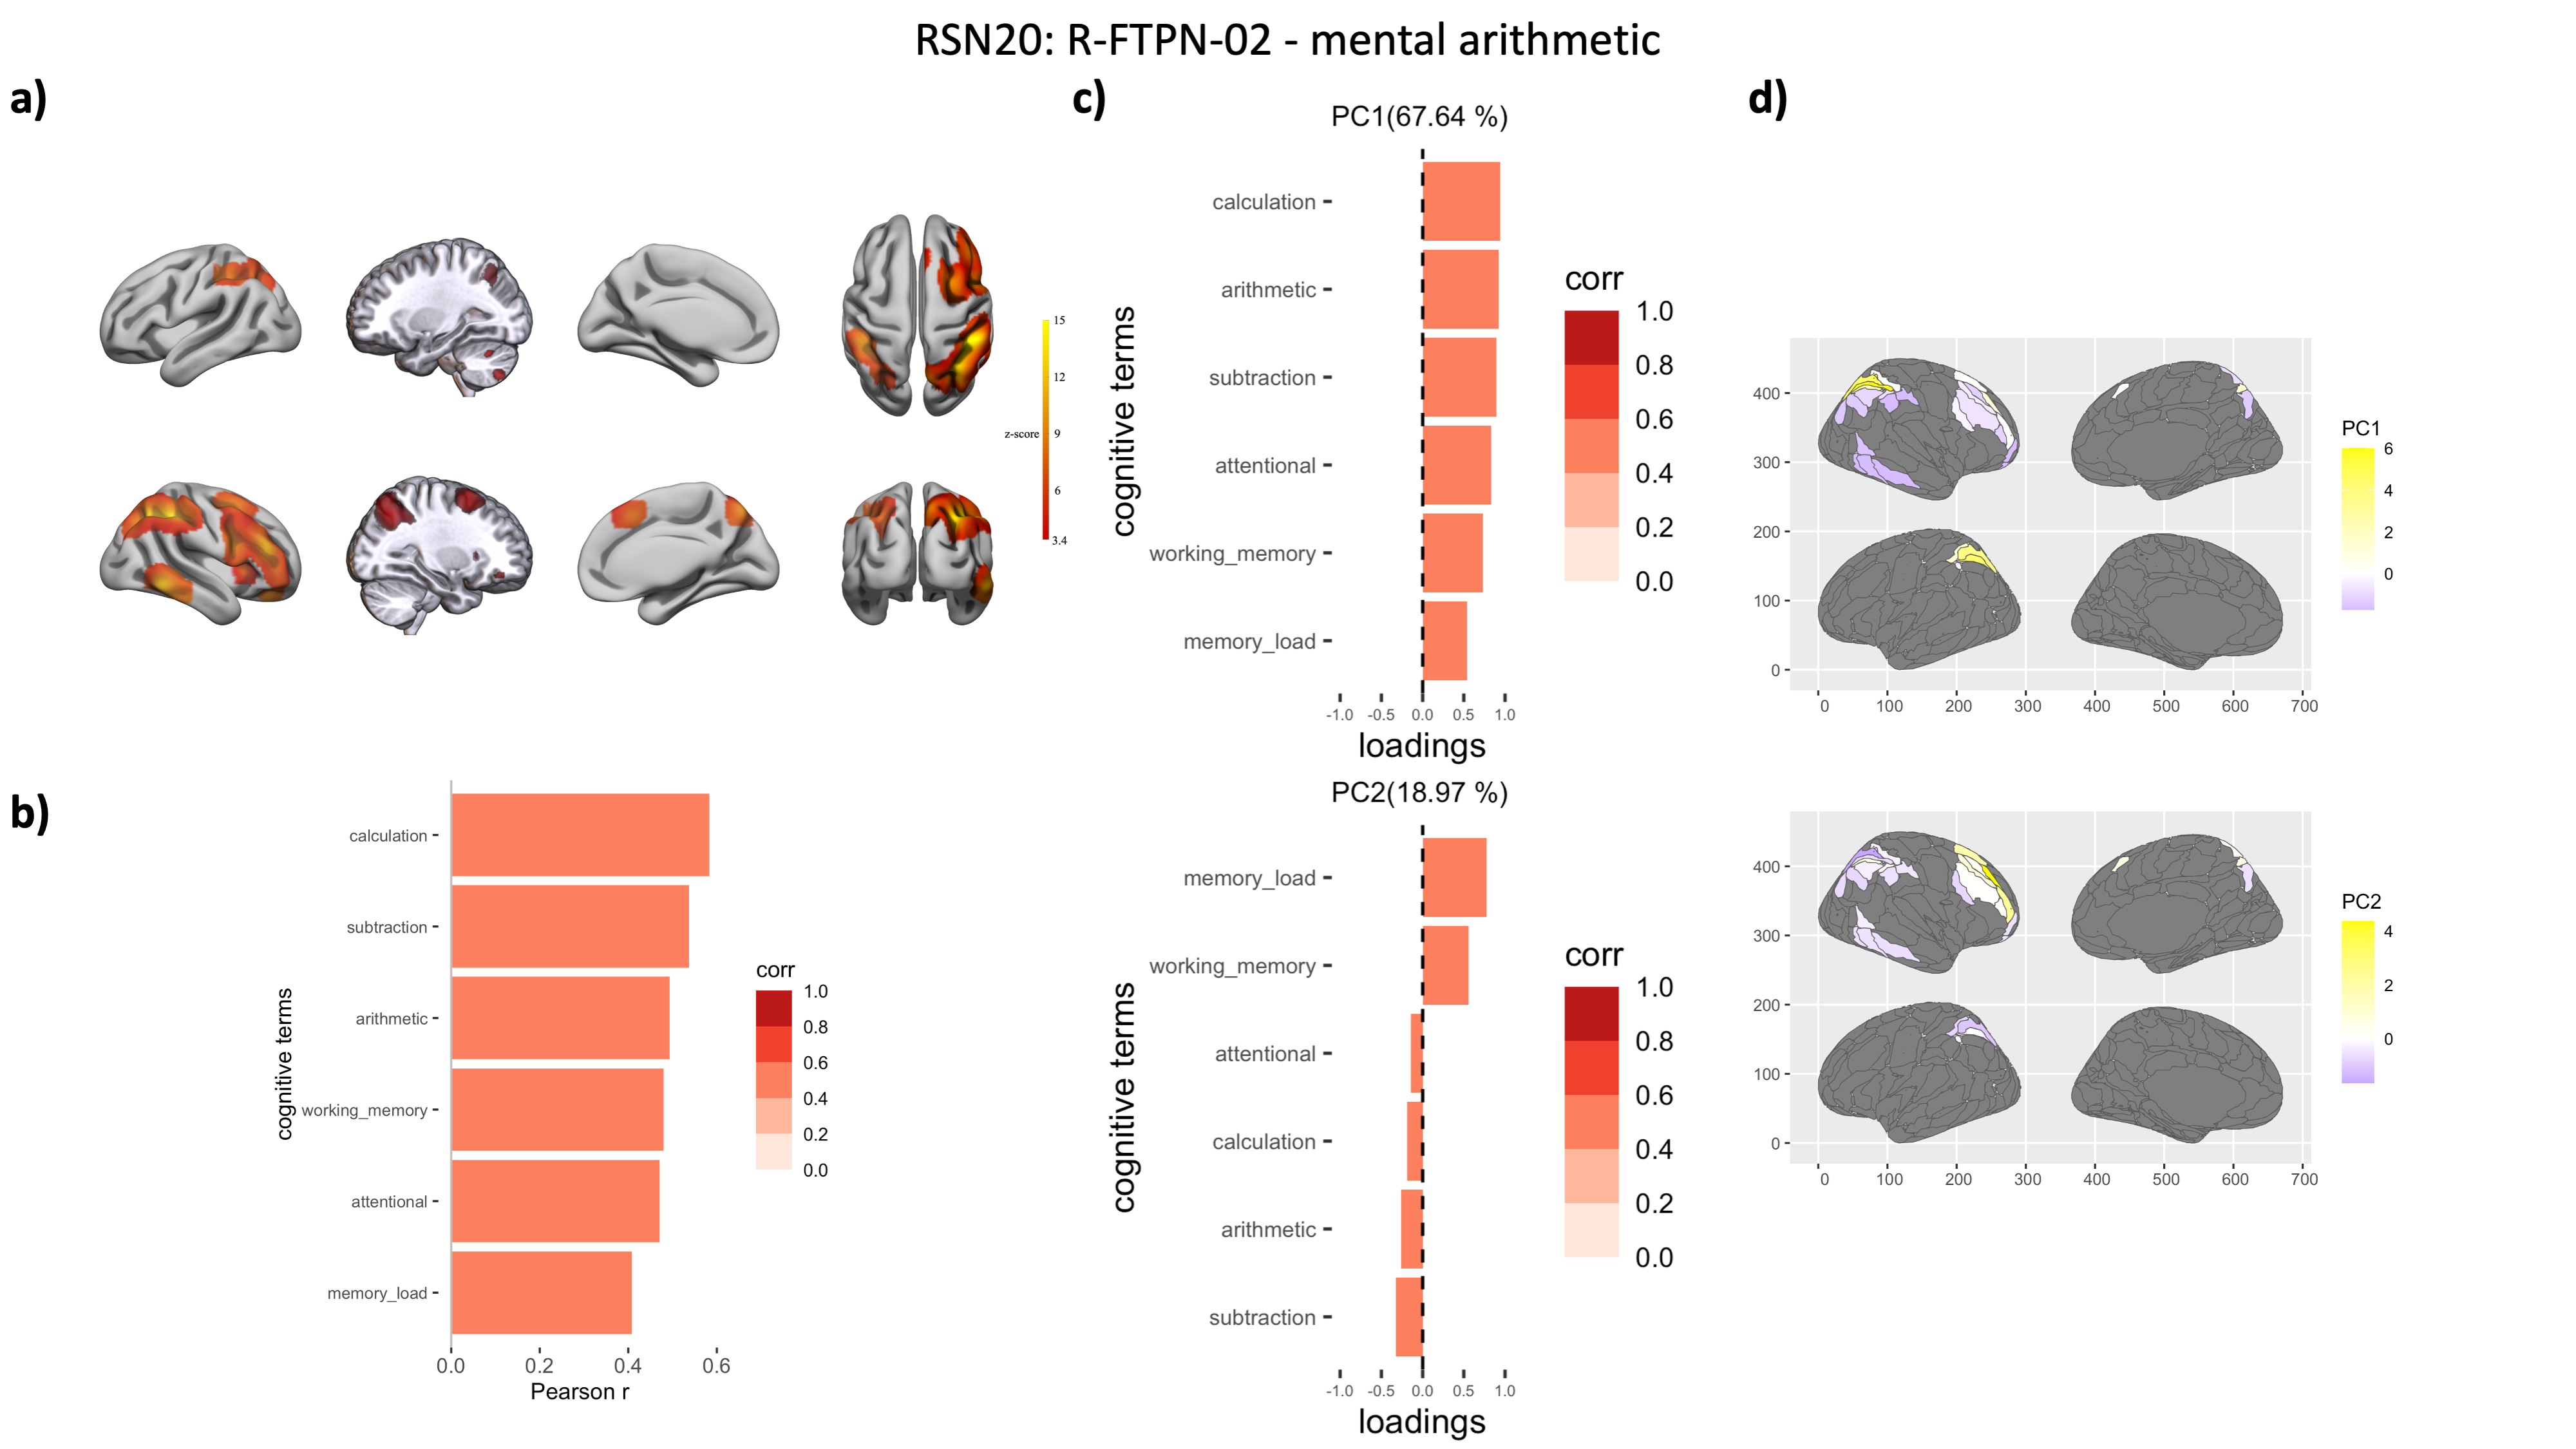 RSN20: R-FTPN-02 - mental arithmetic
a)
15
12
z-score
9
6
3.4
b)
cognitive terms
calculation
subtraction
arithmetic
working_memory
attentional
memory_load
0.0 0.2 0.4 0.6
Pearson r
corr
1.0
0.8
0.6
0.4
0.2
0.0
c)
PC1(67.64 %)
cognitive terms
calculation
arithmetic
subtraction
attentional
working_memory
memory_load
-1.0 -0.5 0.0 0.5 1.0
loadings
corr
1.0
0.8
0.6
0.4
0.2
0.0
PC2(18.97 %)
cognitive terms
memory_load
working_memory
attentional
calculation
arithmetic
subtraction
-1.0 -0.5 0.0 0.5 1.0
loadings
corr
1.0
0.8
0.6
0.4
0.2
0.0
d)
400
300
200
100
0
0 100 200 300 400 500 600 700
PC1
6
4
2
0
400
300
200
100
0
0 100 200 300 400 500 600 700
PC2
4
2
0